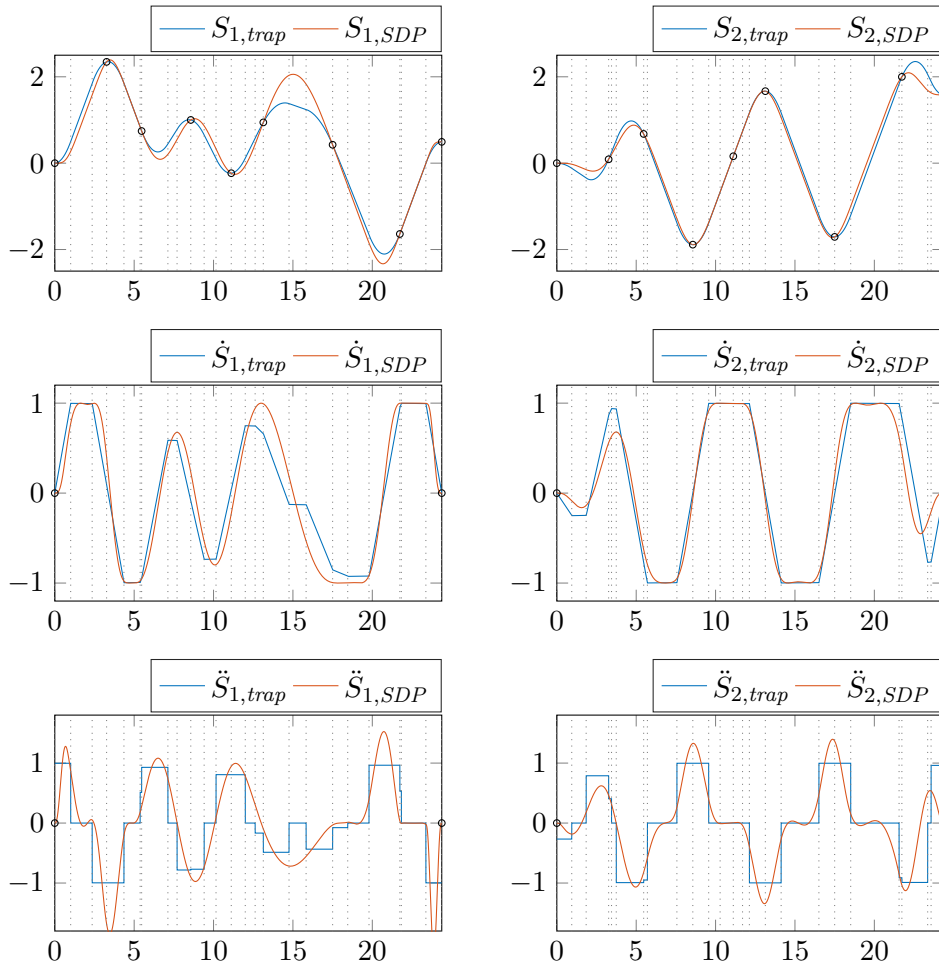 S₁,trap S₁,SDP
2
0
−2
0 5 10 15 20
S₂,trap S₂,SDP
2
0
−2
0 5 10 15 20
Ṡ₁,trap Ṡ₁,SDP
1
0
−1
0 5 10 15 20
Ṡ₂,trap Ṡ₂,SDP
1
0
−1
0 5 10 15 20
S̈₁,trap S̈₁,SDP
1
0
−1
0 5 10 15 20
S̈₂,trap S̈₂,SDP
1
0
−1
0 5 10 15 20